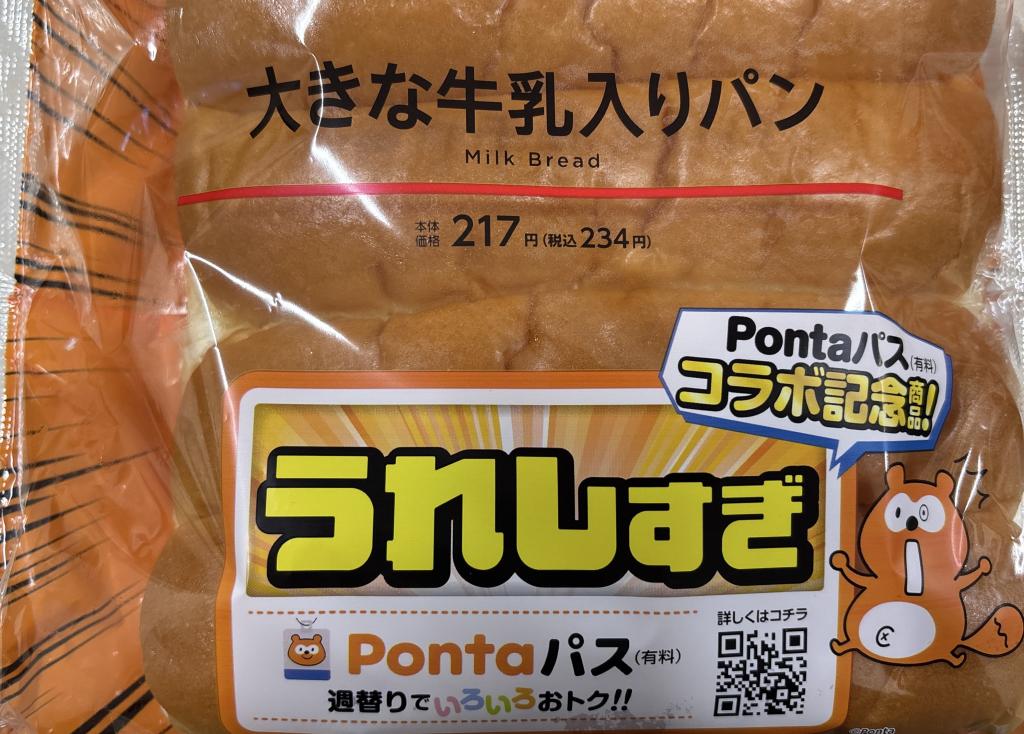 大きな牛乳入りパン
Milk Bread
本体価格 217円(税込234円)
Pontaパス(有料)
コラボ記念商品!
うれしすぎ
Pontaパス(有料)
週替りでいろいろおトク!!
詳しくはコチラ
©Ponta